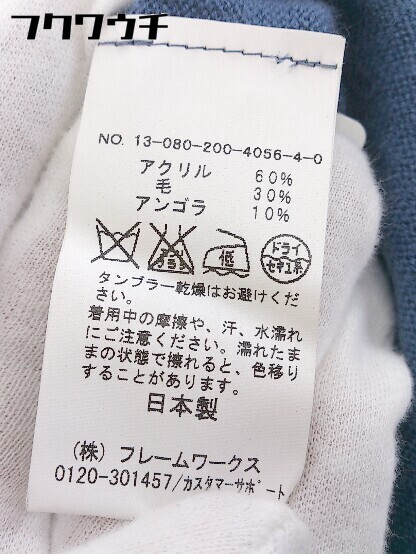 フクワウチ
NO. 13-080-200-4056-4-0
アクリル 60%
毛 30%
アンゴラ 10%
低
ドライ
セキユ系
タンブラー乾燥はお避けくだ
さい。
着用中の摩擦や、汗、水濡れ
にご注意ください。濡れたま
まの状態で擦れると、色移り
することがあります。
日本製
(株) フレームワークス
0120-301457/カスタマーサポート